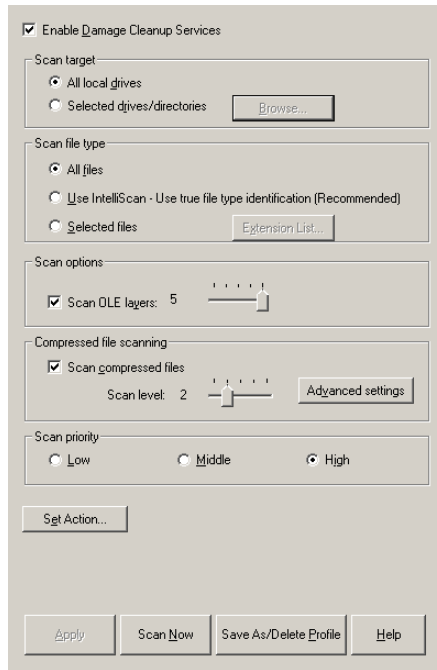 Enable Damage Cleanup Services
Scan target
All local drives
Selected drives/directories
Browse...
Scan file type
All files
Use IntelliScan - Use true file type identification (Recommended)
Selected files
Extension List...
Scan options
Scan OLE layers: 5
Compressed file scanning
Scan compressed files
Scan level: 2
Advanced settings
Scan priority
Low Middle High
Set Action...
Apply Scan Now Save As/Delete Profile Help